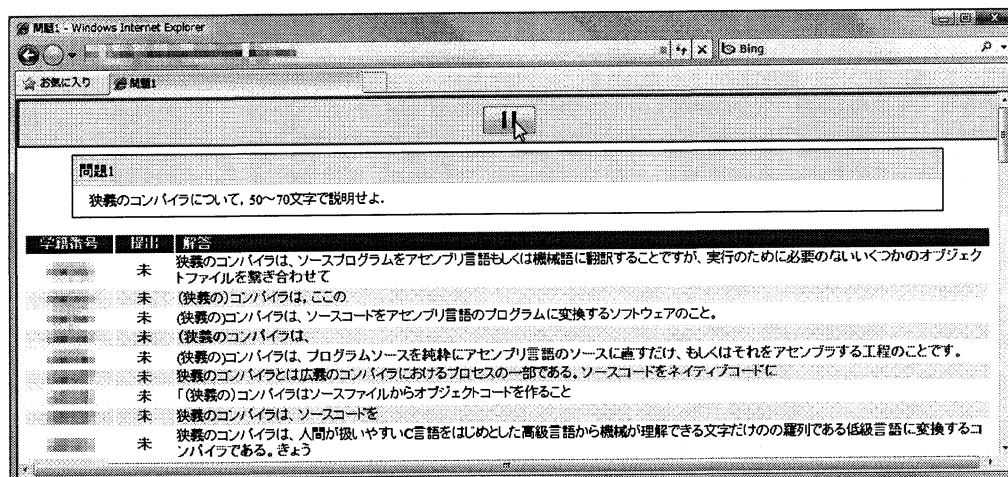 問題1 - Windows Internet Explorer
Bing
お気に入り 問題1
問題1
狭義のコンパイラについて, 50～70文字で説明せよ.
学籍番号 提出 解答
狭義のコンパイラは、ソースプログラムをアセンブリ言語もしくは機械語に翻訳することですが、実行のために必要のないいくつかのオブジェク
未 トファイルを繋ぎ合わせて
未 (狭義の)コンパイラは、ここの
未 (狭義の)コンパイラは、ソースコードをアセンブリ言語のプログラムに変換するソフトウェアのこと。
未 (狭義の)コンパイラは、
未 (狭義の)コンパイラは、プログラムソースを純粋にアセンブリ言語のソースに直すだけ、もしくはそれをアセンブラする工程のことです。
未 狭義のコンパイラとは広義のコンパイラにおけるプロセスの一部である。ソースコードをネイティブコードに
未 「(狭義の)コンパイラはソースファイルからオブジェクトコードを作ること
未 狭義のコンパイラは、ソースコードを
狭義のコンパイラは、人間が扱いやすいC言語をはじめとした高級言語から機械が理解できる文字だけのの羅列である低級言語に変換するコ
未 ンパイラである。きょう